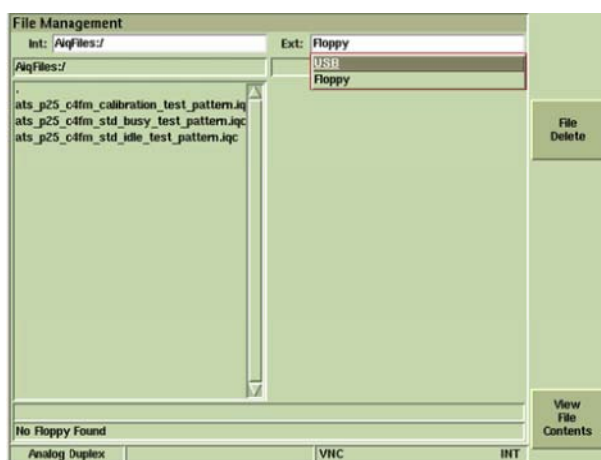 File Management
Int: AiqFiles:/
Ext: Floppy
AiqFiles:/
USB
Floppy
.
ats_p25_c4fm_calibration_test_pattern.iq
ats_p25_c4fm_std_busy_test_pattern.iqc
ats_p25_c4fm_std_idle_test_pattern.iqc
File
Delete
View
File
Contents
No Floppy Found
Analog Duplex
VNC
INT